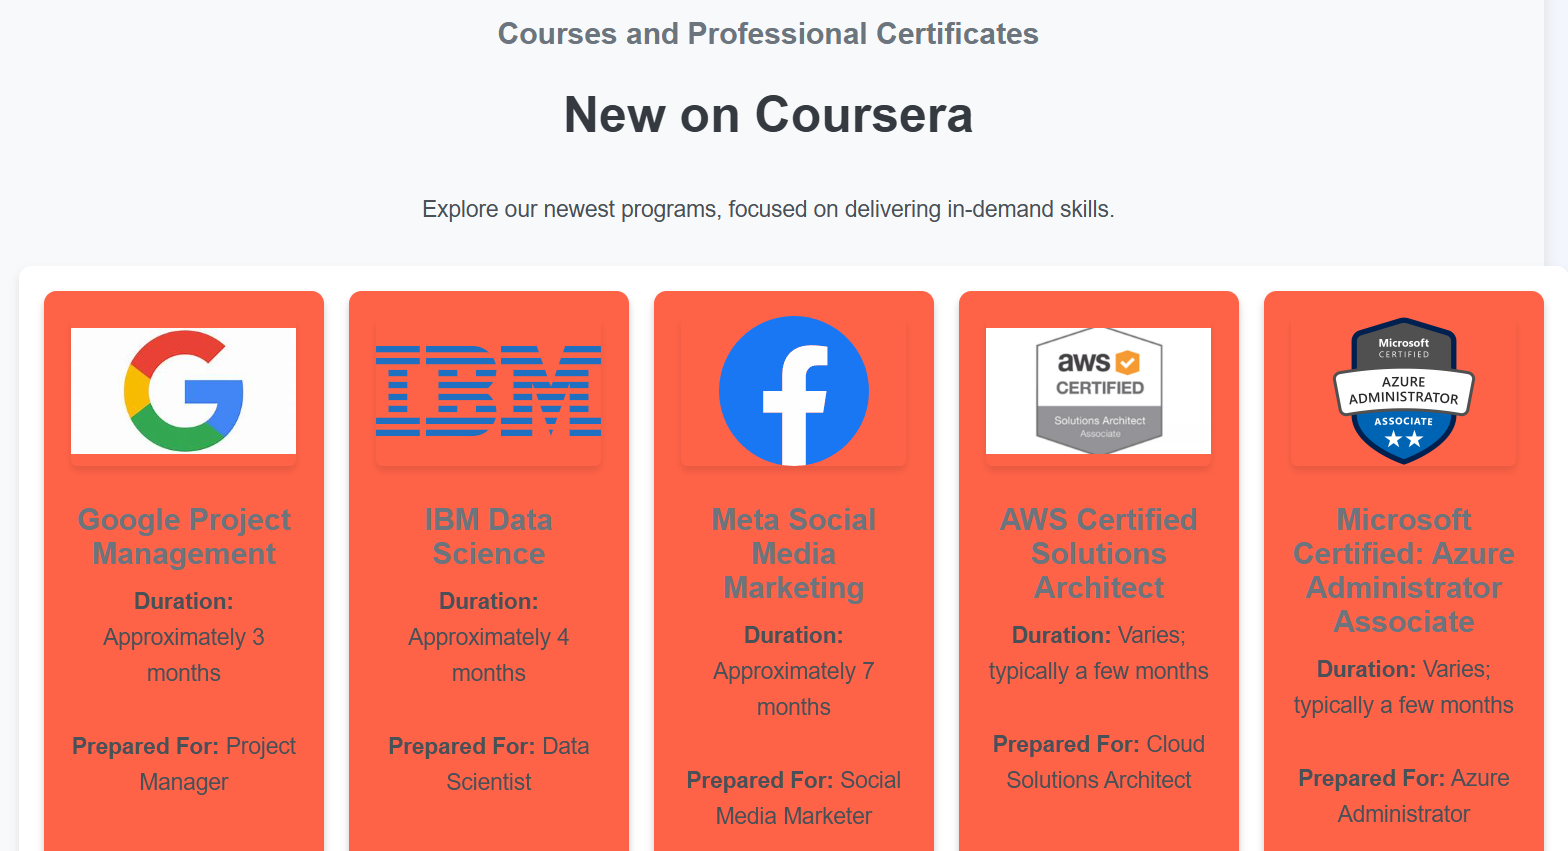 Courses and Professional Certificates
New on Coursera
Explore our newest programs, focused on delivering in-demand skills.
Google Project
Management
Duration:
Approximately 3
months
Prepared For: Project
Manager
IBM
IBM Data
Science
Duration:
Approximately 4
months
Prepared For: Data
Scientist
f
Meta Social
Media
Marketing
Duration:
Approximately 7
months
Prepared For: Social
Media Marketer
aws
CERTIFIED
Solutions Architect
Associate
AWS Certified
Solutions
Architect
Duration: Varies;
typically a few months
Prepared For: Cloud
Solutions Architect
Microsoft
CERTIFIED
AZURE
ADMINISTRATOR
ASSOCIATE
Microsoft
Certified: Azure
Administrator
Associate
Duration: Varies;
typically a few months
Prepared For: Azure
Administrator